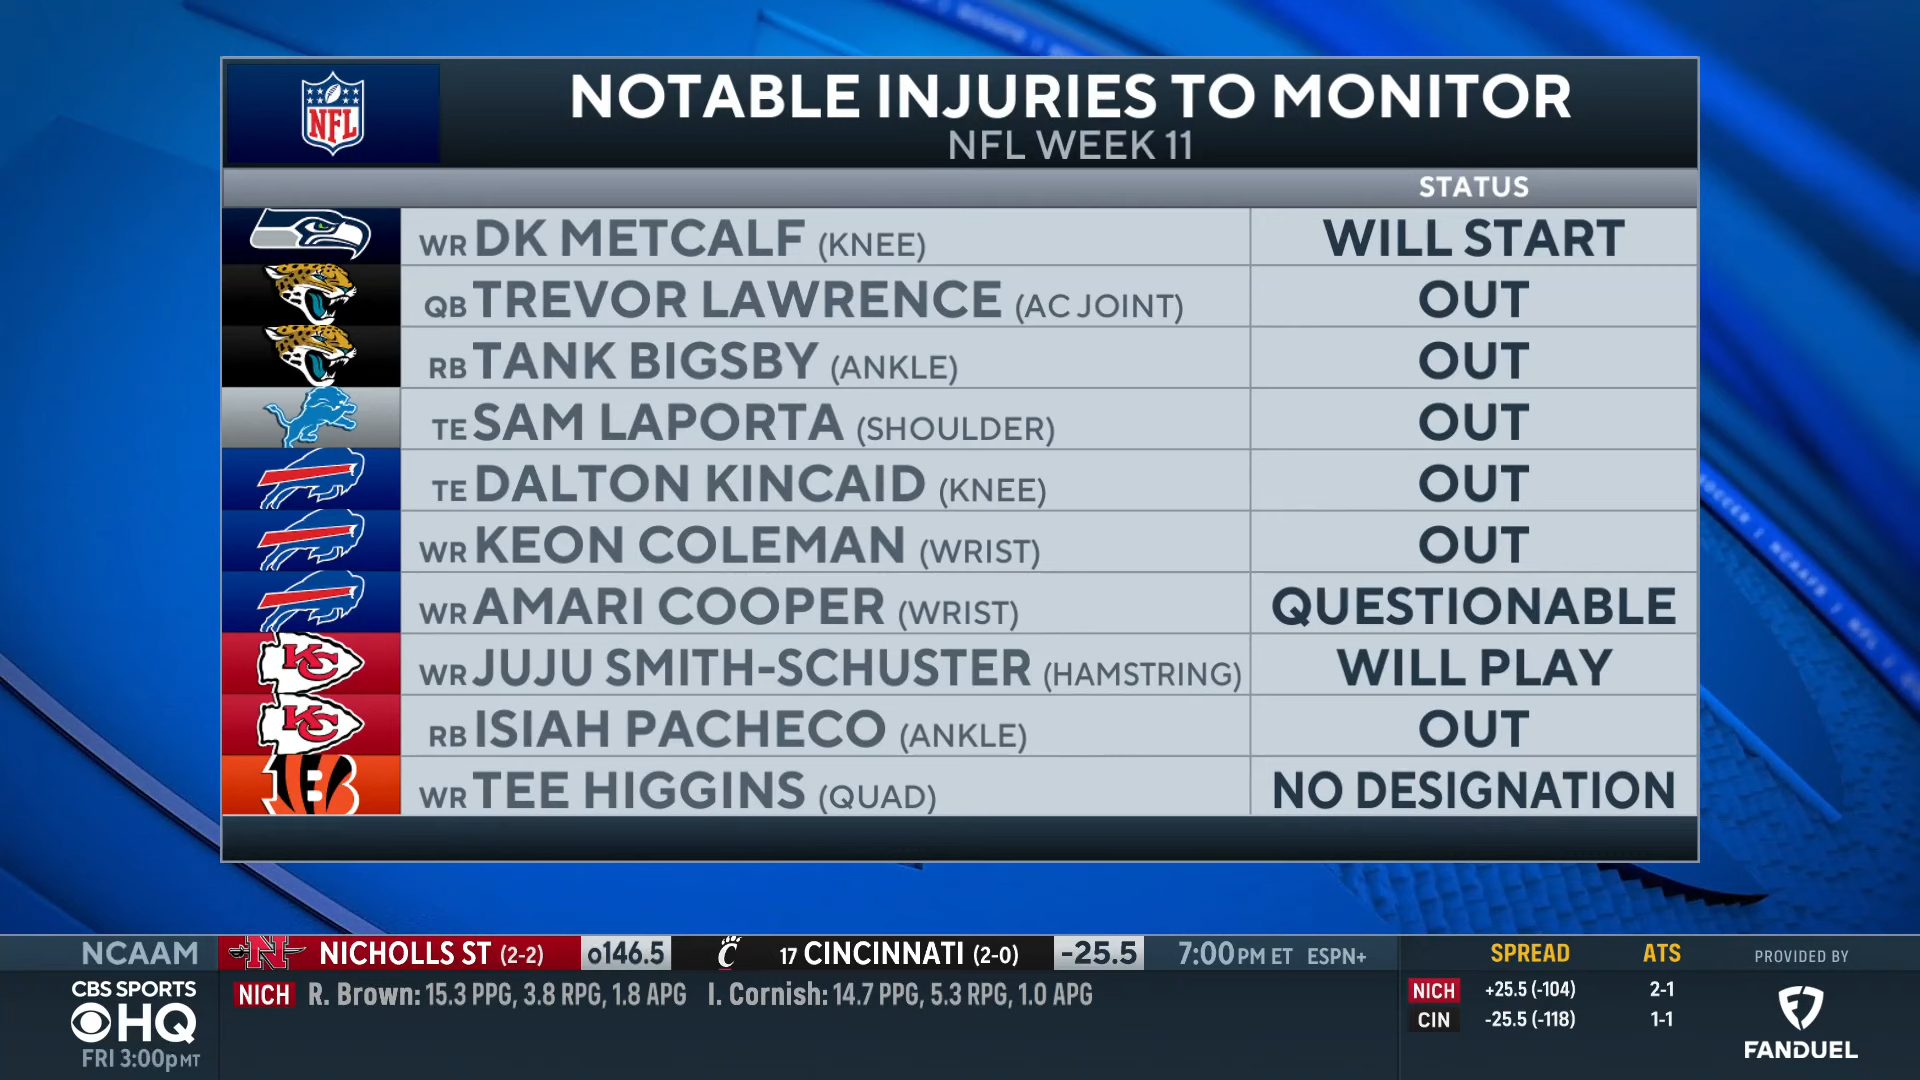 NFL
NOTABLE INJURIES TO MONITOR
NFL WEEK 11
STATUS
WR DK METCALF (KNEE) WILL START
QB TREVOR LAWRENCE (AC JOINT) OUT
RB TANK BIGSBY (ANKLE) OUT
TE SAM LAPORTA (SHOULDER) OUT
TE DALTON KINCAID (KNEE) OUT
WR KEON COLEMAN (WRIST) OUT
WR AMARI COOPER (WRIST) QUESTIONABLE
KC WR JUJU SMITH-SCHUSTER (HAMSTRING) WILL PLAY
KC RB ISIAH PACHECO (ANKLE) OUT
WR TEE HIGGINS (QUAD) NO DESIGNATION
NCAAM N NICHOLLS ST (2-2) o146.5 C 17 CINCINNATI (2-0) -25.5 7:00PM ET ESPN+ SPREAD ATS PROVIDED BY
CBS SPORTS HQ NICH R. Brown: 15.3 PPG, 3.8 RPG, 1.8 APG I. Cornish: 14.7 PPG, 5.3 RPG, 1.0 APG NICH +25.5 (-104) 2-1
CIN -25.5 (-118) 1-1
FRI 3:00pMT FANDUEL